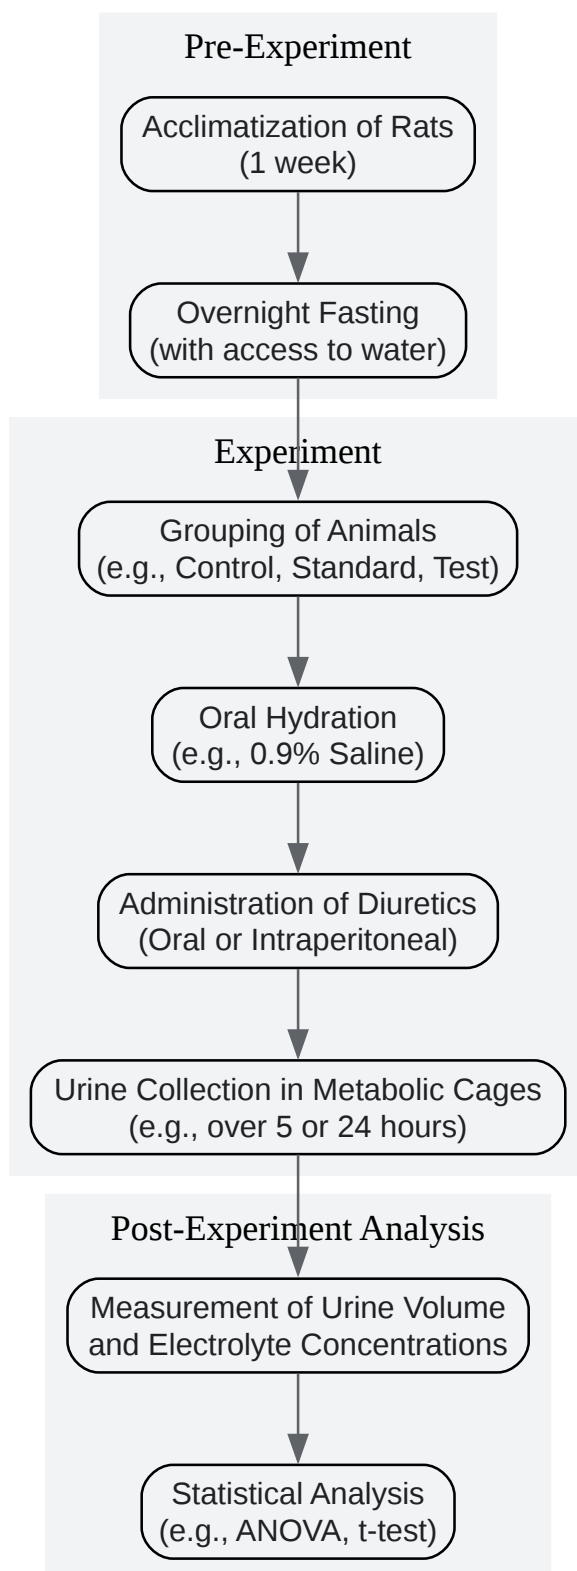 Pre-Experiment
Acclimatization of Rats
(1 week)
Overnight Fasting
(with access to water)
Experiment
Grouping of Animals
(e.g., Control, Standard, Test)
Oral Hydration
(e.g., 0.9% Saline)
Administration of Diuretics
(Oral or Intraperitoneal)
Urine Collection in Metabolic Cages
(e.g., over 5 or 24 hours)
Post-Experiment Analysis
Measurement of Urine Volume
and Electrolyte Concentrations
Statistical Analysis
(e.g., ANOVA, t-test)